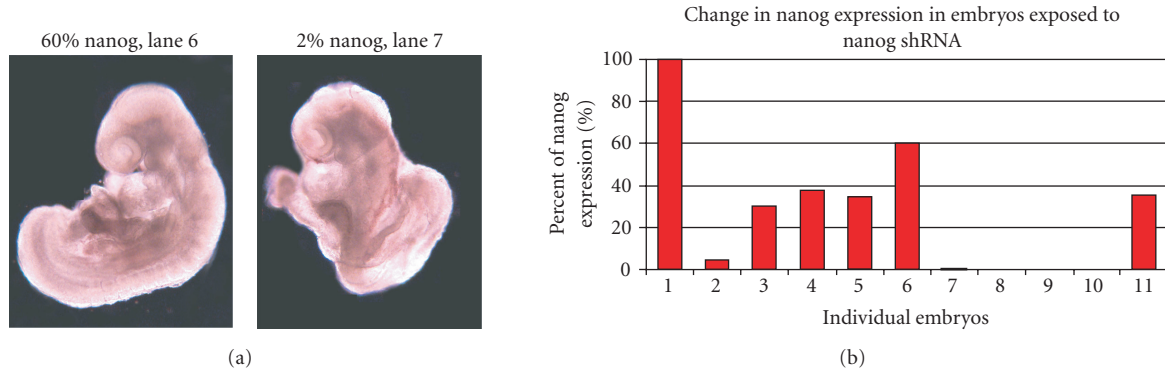 60% nanog, lane 6
2% nanog, lane 7
(a)
Change in nanog expression in embryos exposed to
nanog shRNA
Percent of nanog
expression (%)
100
80
60
40
20
0
1 2 3 4 5 6 7 8 9 10 11
Individual embryos
(b)